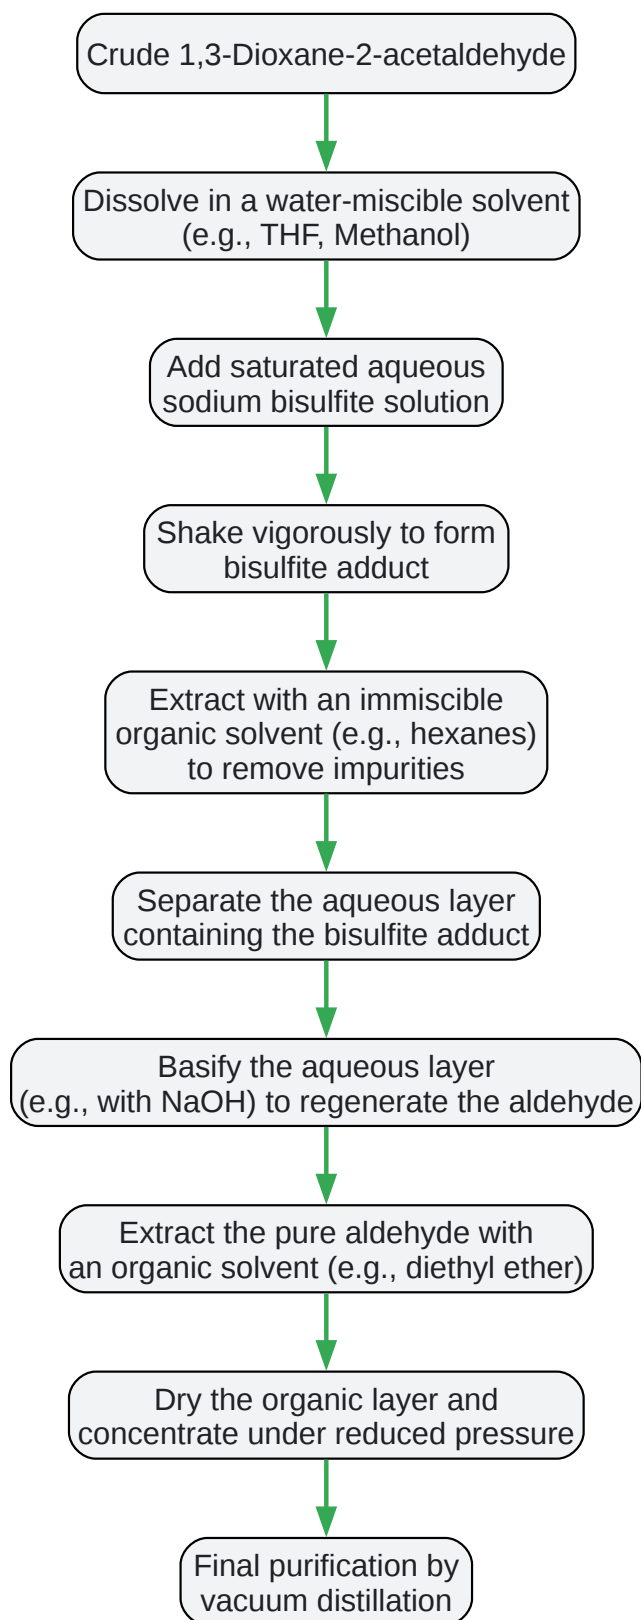 Crude 1,3-Dioxane-2-acetaldehyde
Dissolve in a water-miscible solvent
(e.g., THF, Methanol)
Add saturated aqueous
sodium bisulfite solution
Shake vigorously to form
bisulfite adduct
Extract with an immiscible
organic solvent (e.g., hexanes)
to remove impurities
Separate the aqueous layer
containing the bisulfite adduct
Basify the aqueous layer
(e.g., with NaOH) to regenerate the aldehyde
Extract the pure aldehyde with
an organic solvent (e.g., diethyl ether)
Dry the organic layer and
concentrate under reduced pressure
Final purification by
vacuum distillation